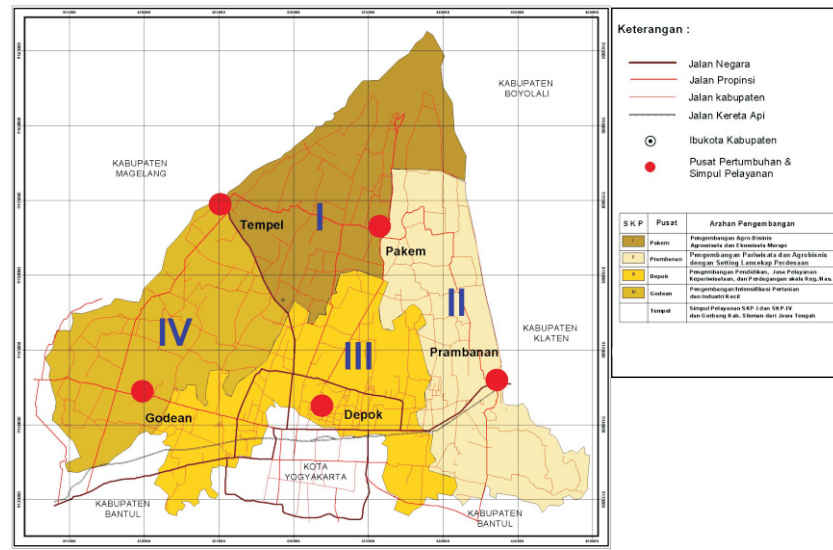 KABUPATEN
BOYOLALI
KABUPATEN
MAGELANG
Tempel
I
Pakem
II
KABUPATEN
KLATEN
IV
III
Prambanan
Godean
Depok
KOTA
YOGYAKARTA
KABUPATEN
BANTUL
KABUPATEN
BANTUL
Keterangan :
Jalan Negara
Jalan Propinsi
Jalan kabupaten
Jalan Kereta Api
Ibukota Kabupaten
Pusat Pertumbuhan &
Simpul Pelayanan
S K P Pusat Arahan Pengembangan
I Pakem Pengembangan Agro-Bisinis
Agrowisata dan Ekowisata Merapi
II Prambanan Pengembangan Pariwisata dan Agrobisnis
dengan Setting Lansekap Perdesaan
III Depok Pengembangan Pendidikan, Jasa Pelayanan
Kepariwisataan, dan Perdagangan skala Reg./Nas.
IV Godean Pengembangan/Intensifikasi Pertanian
dan Industri Kecil
Tempel Simpul Pelayanan SKP-I dan SKP-IV
dan Gerbang Kab. Sleman dari Jawa Tengah